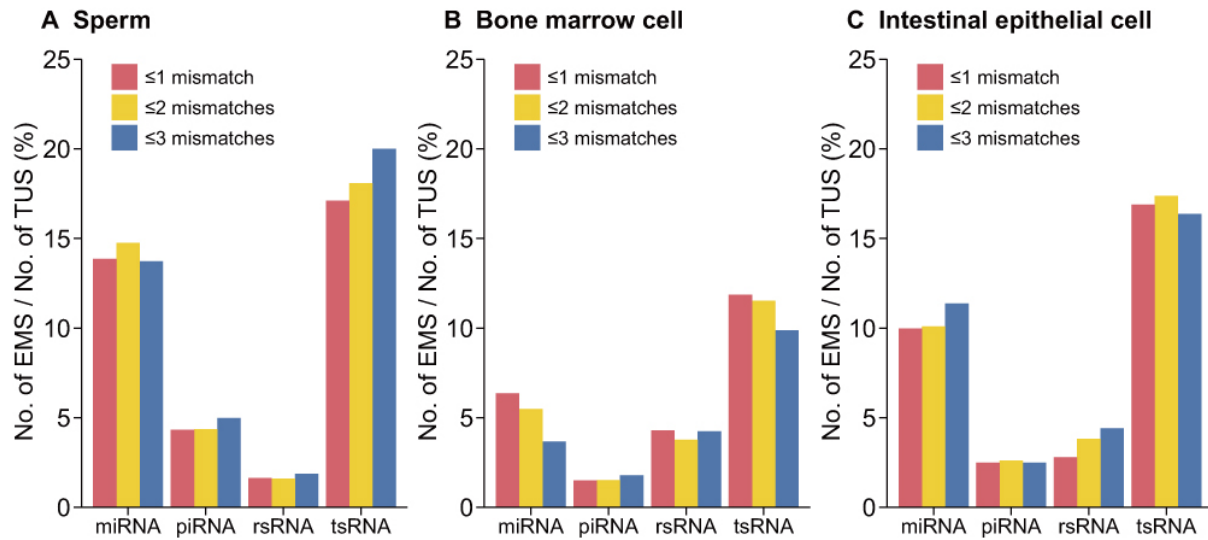 A Sperm
No. of EMS / No. of TUS (%)
25
20
15
10
5
0
≤1 mismatch
≤2 mismatches
≤3 mismatches
miRNA piRNA rsRNA tsRNA
B Bone marrow cell
No. of EMS / No. of TUS (%)
25
20
15
10
5
0
≤1 mismatch
≤2 mismatches
≤3 mismatches
miRNA piRNA rsRNA tsRNA
C Intestinal epithelial cell
No. of EMS / No. of TUS (%)
25
20
15
10
5
0
≤1 mismatch
≤2 mismatches
≤3 mismatches
miRNA piRNA rsRNA tsRNA